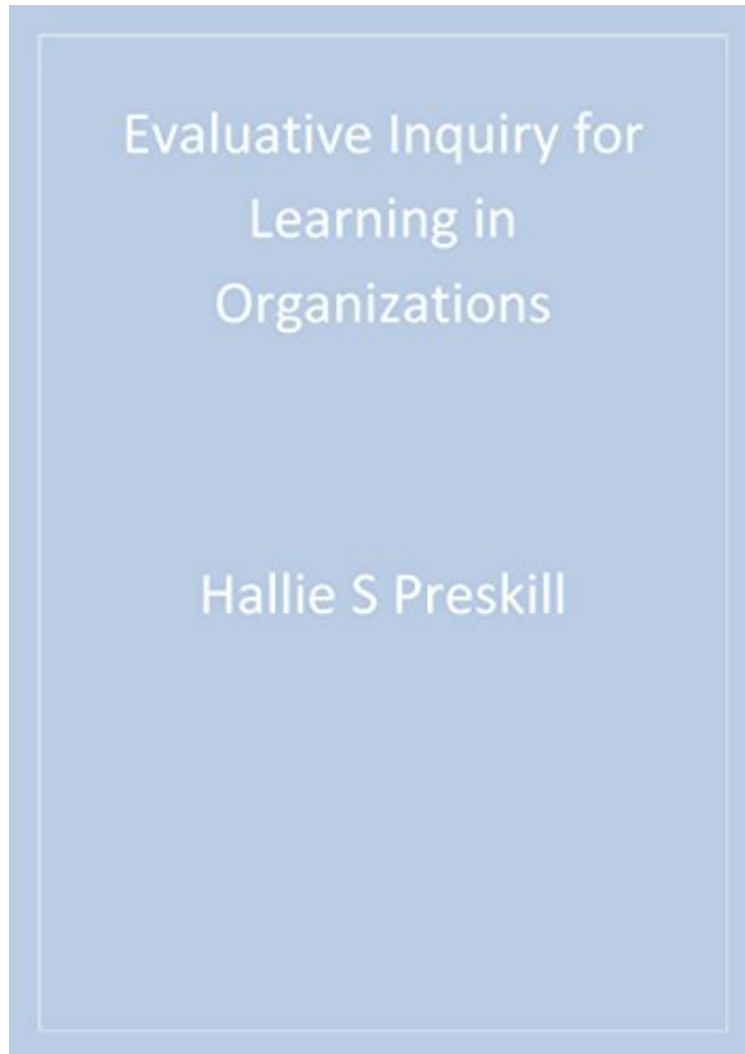 Evaluative Inquiry for
Learning in
Organizations
Hallie S Preskill